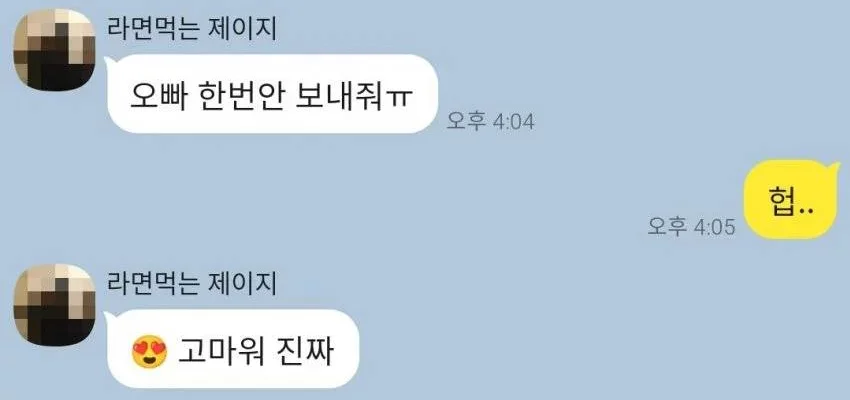 라면먹는 제이지
오빠 한번안 보내줘ㅠ
오후 4:04
헙..
오후 4:05
라면먹는 제이지
😍 고마워 진짜